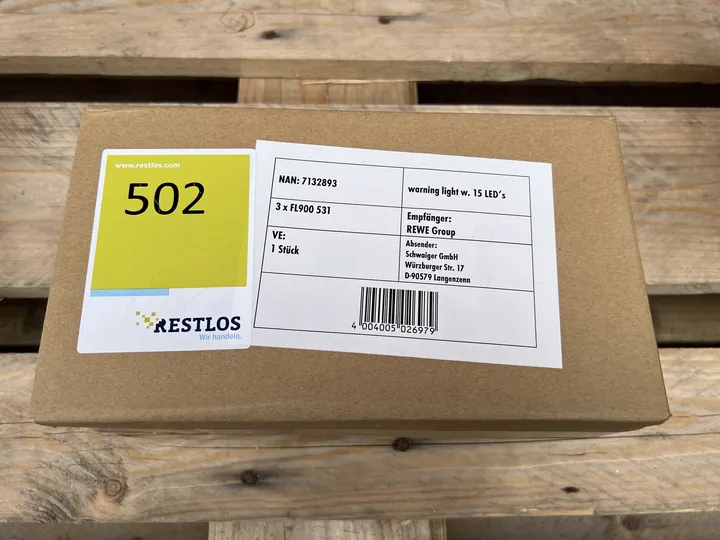 www.restlos.com
502
RESTLOS
Wir handeln.
NAN: 7132893
warning light w. 15 LED's
3 x FL900 531
Empfänger:
REWE Group
VE:
1 Stück
Absender:
Schwaiger GmbH
Würzburger Str. 17
D-90579 Langenzenn
4 004005 026979